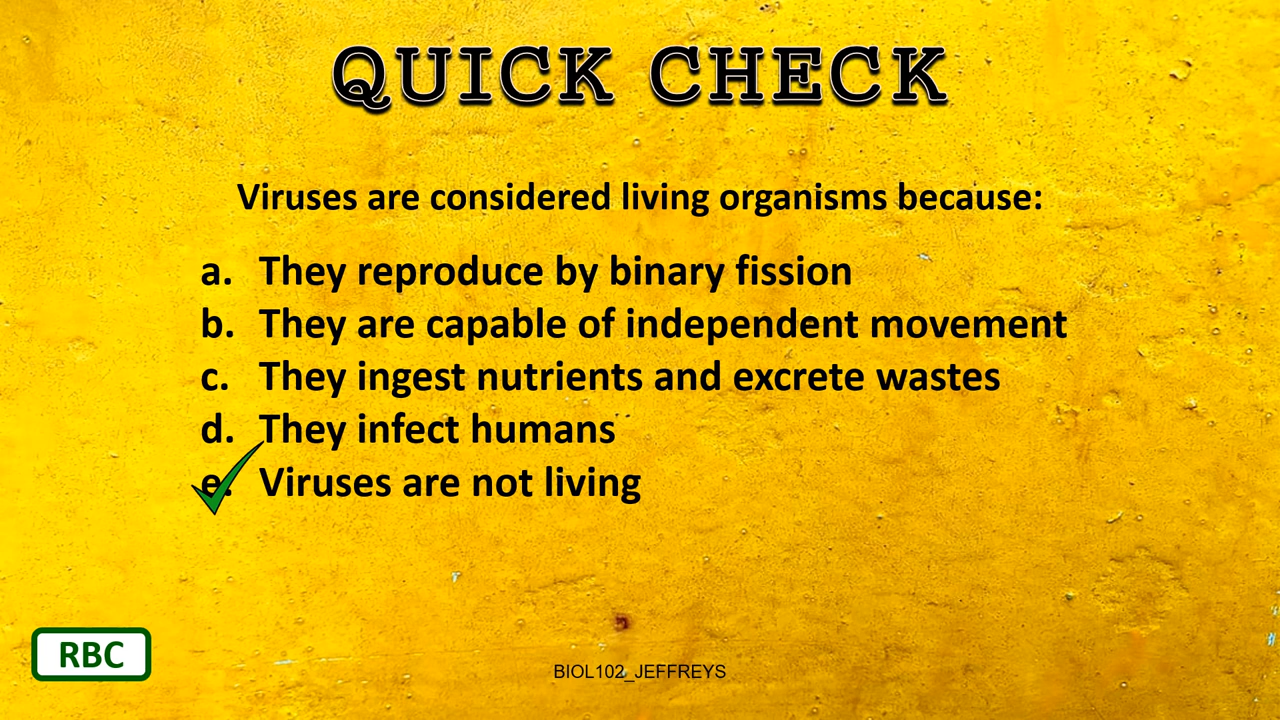 QUICK CHECK
Viruses are considered living organisms because:
a. They reproduce by binary fission
b. They are capable of independent movement
c. They ingest nutrients and excrete wastes
d. They infect humans
e. Viruses are not living
RBC
BIOL102_JEFFREYS